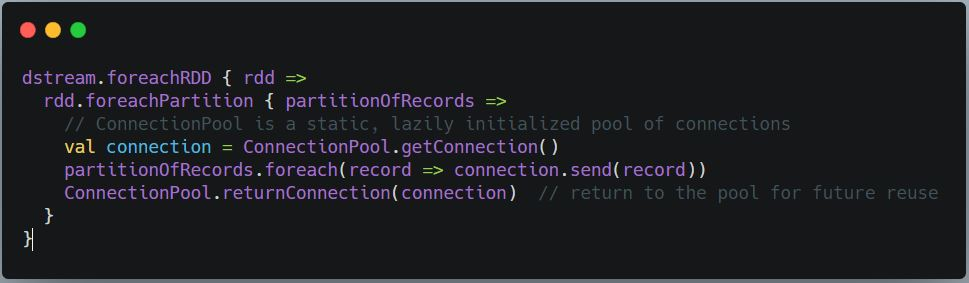 dstream.foreachRDD { rdd =>
  rdd.foreachPartition { partitionOfRecords =>
    // ConnectionPool is a static, lazily initialized pool of connections
    val connection = ConnectionPool.getConnection()
    partitionOfRecords.foreach(record => connection.send(record))
    ConnectionPool.returnConnection(connection)  // return to the pool for future reuse
  }
}